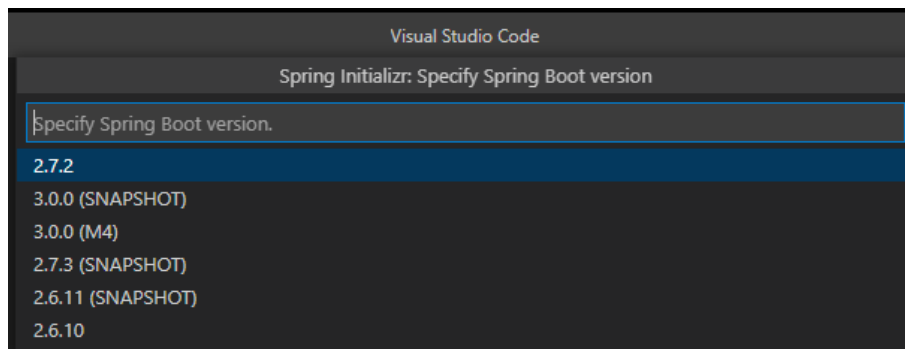 Visual Studio Code
Spring Initializr: Specify Spring Boot version
Specify Spring Boot version.
2.7.2
3.0.0 (SNAPSHOT)
3.0.0 (M4)
2.7.3 (SNAPSHOT)
2.6.11 (SNAPSHOT)
2.6.10